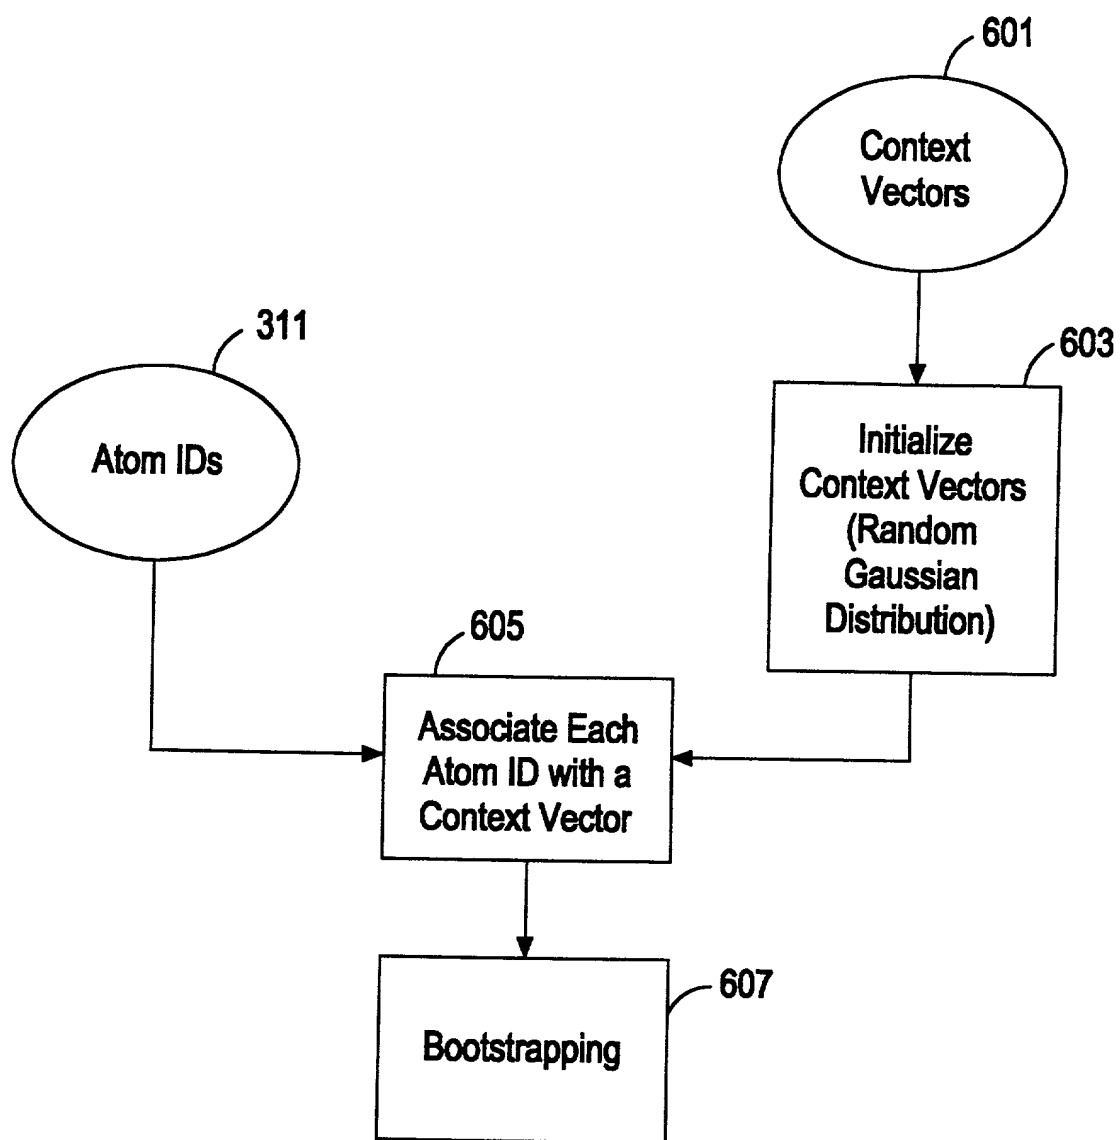 601
Context
Vectors
311
603
Atom IDs
Initialize
Context Vectors
(Random
Gaussian
Distribution)
605
Associate Each
Atom ID with a
Context Vector
607
Bootstrapping